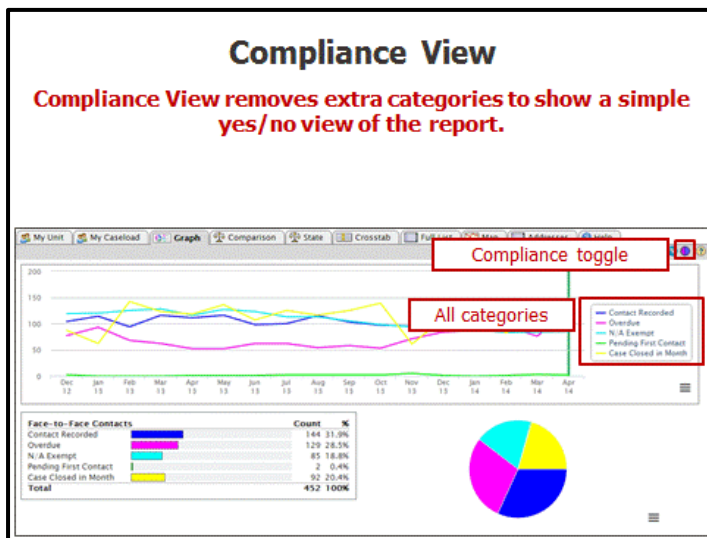 Compliance View
Compliance View removes extra categories to show a simple
yes/no view of the report.
My Unit My Caseload Graph Comparison State Crosstab Full List Map Addresses Help
Compliance toggle
200
150
100
50
0
All categories
Contact Recorded
Overdue
N/A Exempt
Pending First Contact
Case Closed in Month
Dec Jan Feb Mar Apr May Jun Jul Aug Sep Oct Nov Dec Jan Feb Mar Apr
12 13 13 13 13 13 13 13 13 13 13 13 13 14 14 14 14
Face-to-Face Contacts Count %
Contact Recorded 144 31.9%
Overdue 129 28.5%
N/A Exempt 85 18.8%
Pending First Contact 2 0.4%
Case Closed in Month 92 20.4%
Total 452 100%